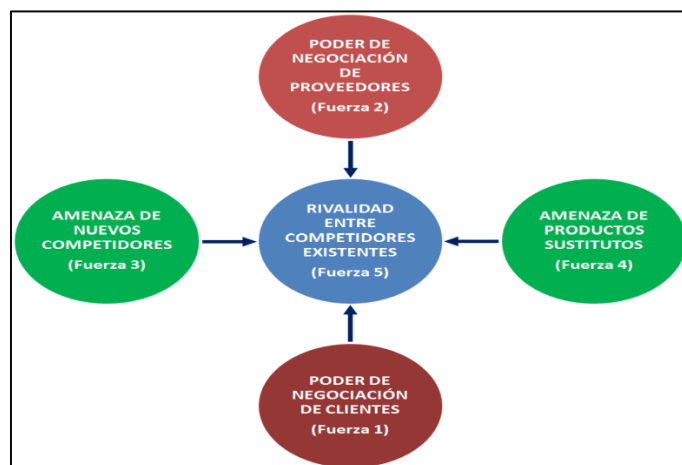 PODER DE
NEGOCIACIÓN
DE
PROVEEDORES
(Fuerza 2)
AMENAZA DE
NUEVOS
COMPETIDORES
(Fuerza 3)
RIVALIDAD
ENTRE
COMPETIDORES
EXISTENTES
(Fuerza 5)
AMENAZA DE
PRODUCTOS
SUSTITUTOS
(Fuerza 4)
PODER DE
NEGOCIACIÓN
DE CLIENTES
(Fuerza 1)